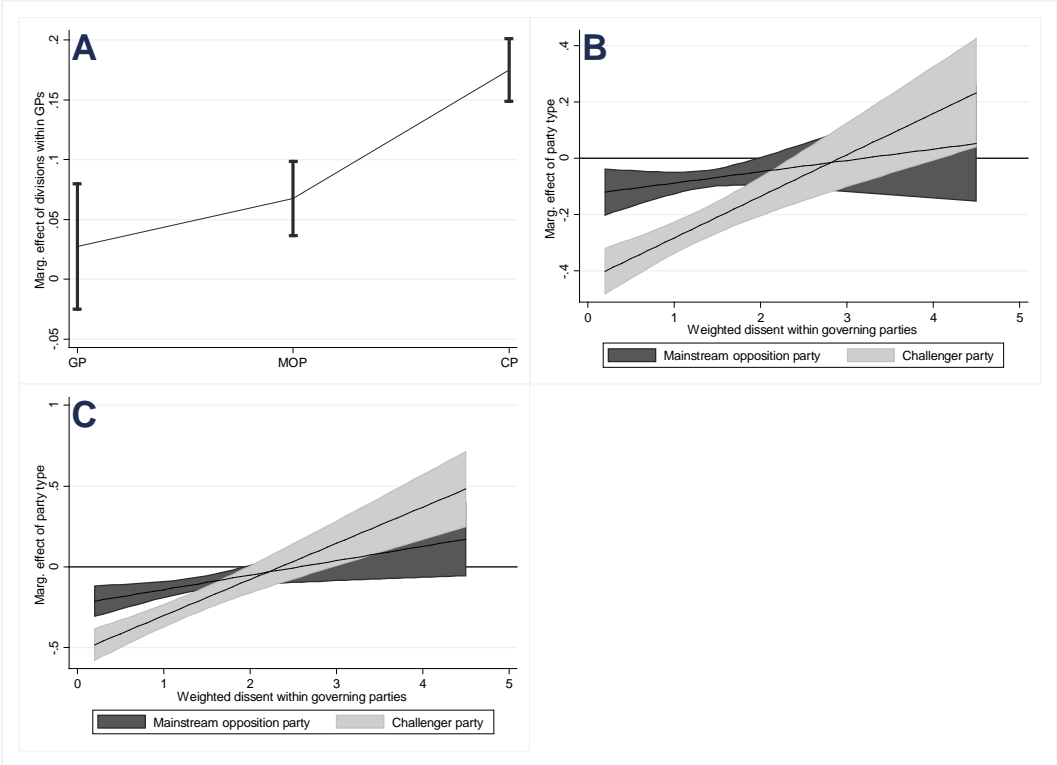 A
Marg. effect of divisions within GPs
.2
.15
.1
.05
0
-.05
GP MOP CP
B
Marg. effect of party type
.4
.2
0
-.2
-.4
0 1 2 3 4 5
Weighted dissent within governing parties
Mainstream opposition party Challenger party
C
Marg. effect of party type
1
.5
0
-.5
0 1 2 3 4 5
Weighted dissent within governing parties
Mainstream opposition party Challenger party